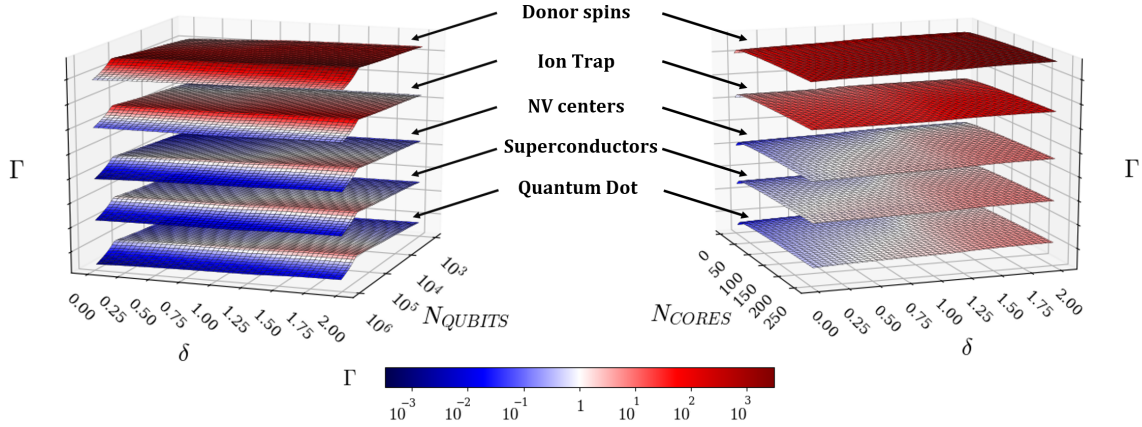 Donor spins
Ion Trap
NV centers
Superconductors
Quantum Dot
Γ
0.00
0.25
0.50
0.75
1.00
1.25
1.50
1.75
2.00
δ
10^3
10^4
10^5
10^6
N_QUBITS
Γ
0
50
100
150
200
250
N_CORES
0.00
0.25
0.50
0.75
1.00
1.25
1.50
1.75
2.00
δ
Γ
10^-3 10^-2 10^-1 1 10^1 10^2 10^3